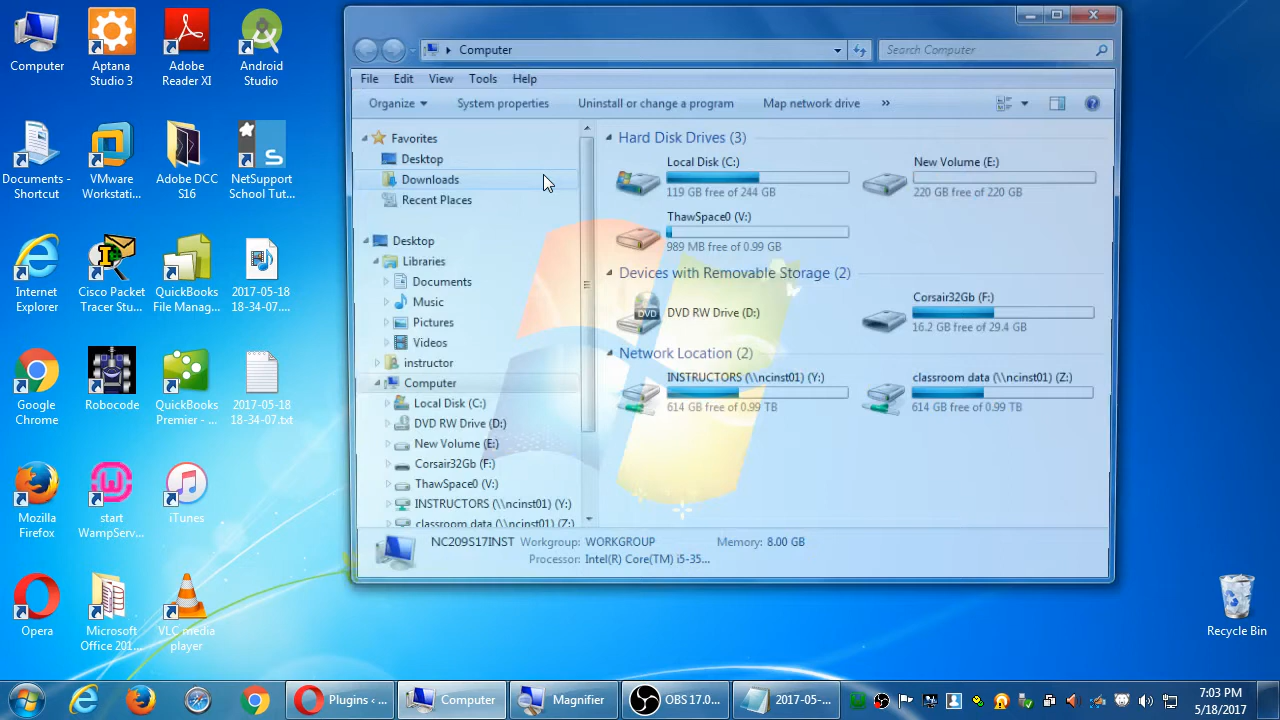 Computer
Aptana
Studio 3
Adobe
Reader XI
Android
Studio
Documents -
Shortcut
VMware
Workstati...
Adobe DCC
S16
NetSupport
School Tut...
Internet
Explorer
Cisco Packet
Tracer Stu...
QuickBooks
File Manag...
2017-05-18
18-34-07....
Google
Chrome
Robocode
QuickBooks
Premier - ...
2017-05-18
18-34-07.txt
Mozilla
Firefox
start
WampServ...
iTunes
Opera
Microsoft
Office 201...
VLC media
player
Recycle Bin
Computer
Search Computer
File Edit View Tools Help
Organize System properties Uninstall or change a program Map network drive »
Favorites
Desktop
Downloads
Recent Places
Desktop
Libraries
Documents
Music
Pictures
Videos
instructor
Computer
Local Disk (C:)
DVD RW Drive (D:)
New Volume (E:)
Corsair32Gb (F:)
ThawSpace0 (V:)
INSTRUCTORS (\\ncinst01) (Y:)
classroom data (\\ncinst01) (Z:)
Hard Disk Drives (3)
Local Disk (C:)
119 GB free of 244 GB
New Volume (E:)
220 GB free of 220 GB
ThawSpace0 (V:)
989 MB free of 0.99 GB
Devices with Removable Storage (2)
DVD RW Drive (D:)
DVD
Corsair32Gb (F:)
16.2 GB free of 29.4 GB
Network Location (2)
INSTRUCTORS (\\ncinst01) (Y:)
614 GB free of 0.99 TB
classroom data (\\ncinst01) (Z:)
614 GB free of 0.99 TB
NC209S17INST Workgroup: WORKGROUP Memory: 8.00 GB
Processor: Intel(R) Core(TM) i5-35...
Plugins ‹ ...
Computer
Magnifier
OBS 17.0...
2017-05-...
7:03 PM
5/18/2017